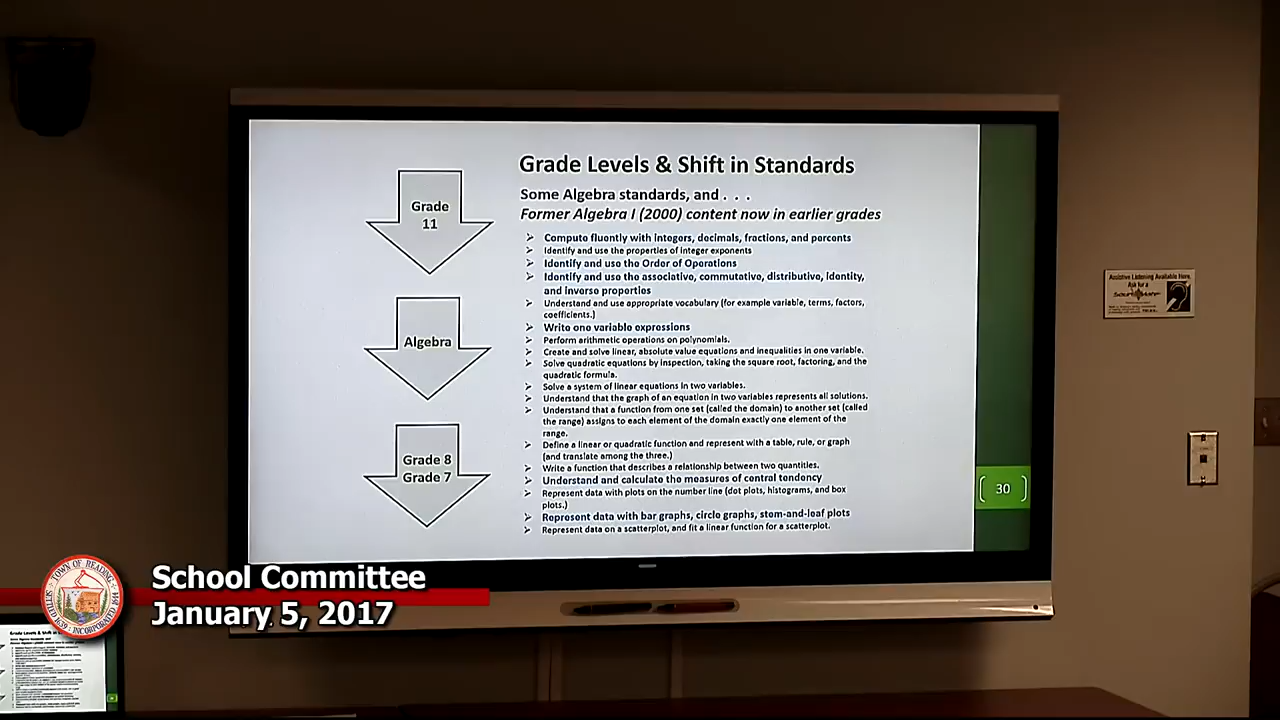 Grade Levels & Shift in Standards
Some Algebra standards, and . . .
Former Algebra I (2000) content now in earlier grades
Grade
11
Algebra
Grade 8
Grade 7
Compute fluently with integers, decimals, fractions, and percents
Identify and use the properties of integer exponents
Identify and use the Order of Operations
Identify and use the associative, commutative, distributive, identity,
and inverse properties
Understand and use appropriate vocabulary (for example variable, terms, factors,
coefficients.)
Write one variable expressions
Perform arithmetic operations on polynomials.
Create and solve linear, absolute value equations and inequalities in one variable.
Solve quadratic equations by inspection, taking the square root, factoring, and the
quadratic formula.
Solve a system of linear equations in two variables.
Understand that the graph of an equation in two variables represents all solutions.
Understand that a function from one set (called the domain) to another set (called
the range) assigns to each element of the domain exactly one element of the
range.
Define a linear or quadratic function and represent with a table, rule, or graph
(and translate among the three.)
Write a function that describes a relationship between two quantities.
Understand and calculate the measures of central tendency
Represent data with plots on the number line (dot plots, histograms, and box
plots.)
Represent data with bar graphs, circle graphs, stem-and-leaf plots
Represent data on a scatterplot, and fit a linear function for a scatterplot.
30
Assistive Listening Available Here.
Ask for a
School Committee
January 5, 2017
TOWN OF READING
INCORPORATED